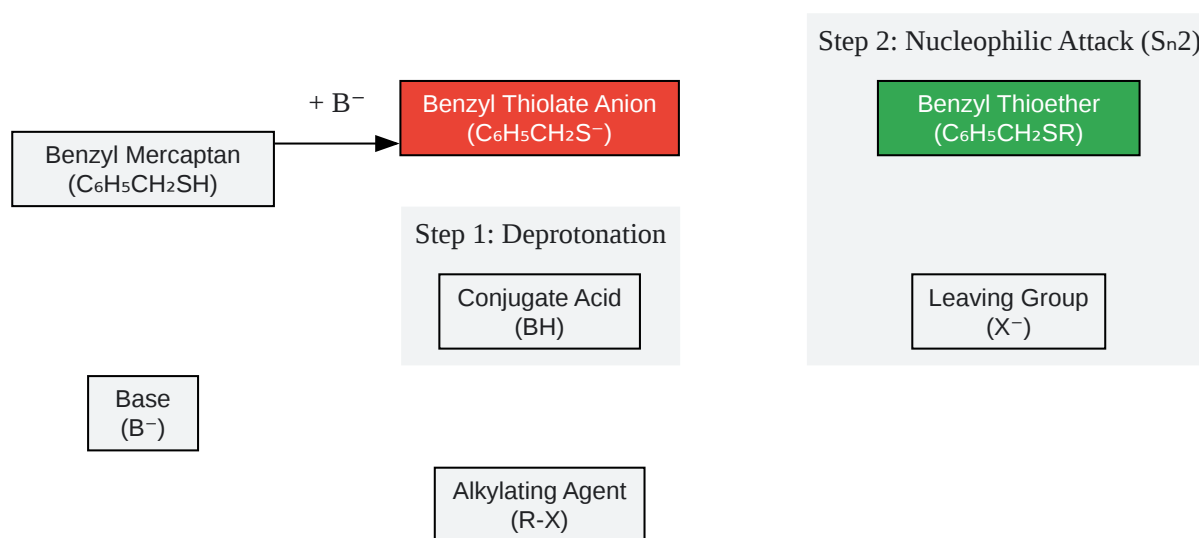 Step 2: Nucleophilic Attack (Sₙ2)
+ B⁻
Benzyl Thiolate Anion
(C₆H₅CH₂S⁻)
Benzyl Thioether
(C₆H₅CH₂SR)
Benzyl Mercaptan
(C₆H₅CH₂SH)
Step 1: Deprotonation
Conjugate Acid
(BH)
Leaving Group
(X⁻)
Base
(B⁻)
Alkylating Agent
(R-X)